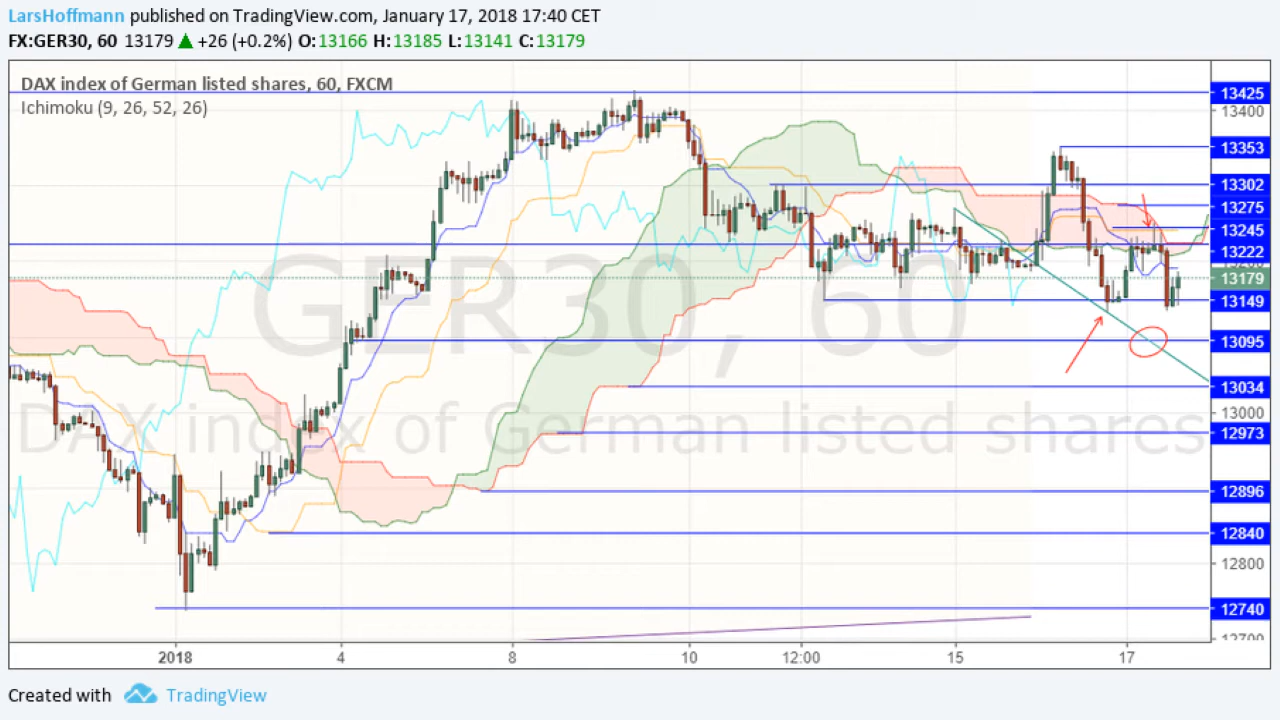 LarsHoffmann published on TradingView.com, January 17, 2018 17:40 CET
FX:GER30, 60 13179 ▲ +26 (+0.2%) O:13166 H:13185 L:13141 C:13179
DAX index of German listed shares, 60, FXCM
Ichimoku (9, 26, 52, 26)
GER30, 60
DAX index of German listed shares
13425
13400
13353
13302
13275
13245
13222
13200
13179
13149
13095
13034
13000
12973
12896
12840
12800
12740
12700
2018 4 8 10 12:00 15 17
Created with TradingView